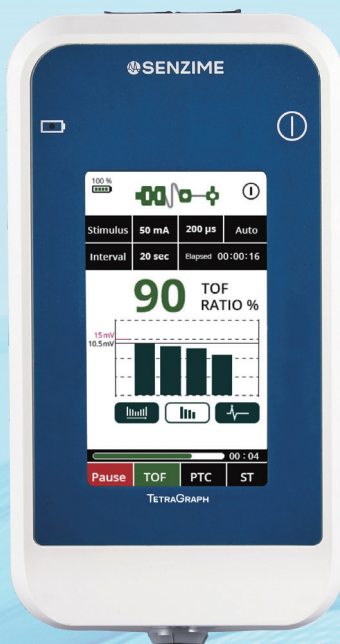 SENZIME
100 %
Stimulus 50 mA 200 µs Auto
Interval 20 sec Elapsed 00:00:16
90 TOF
RATIO %
15 mV
10.5mV
00 : 04
Pause TOF PTC ST
TETRAGRAPH